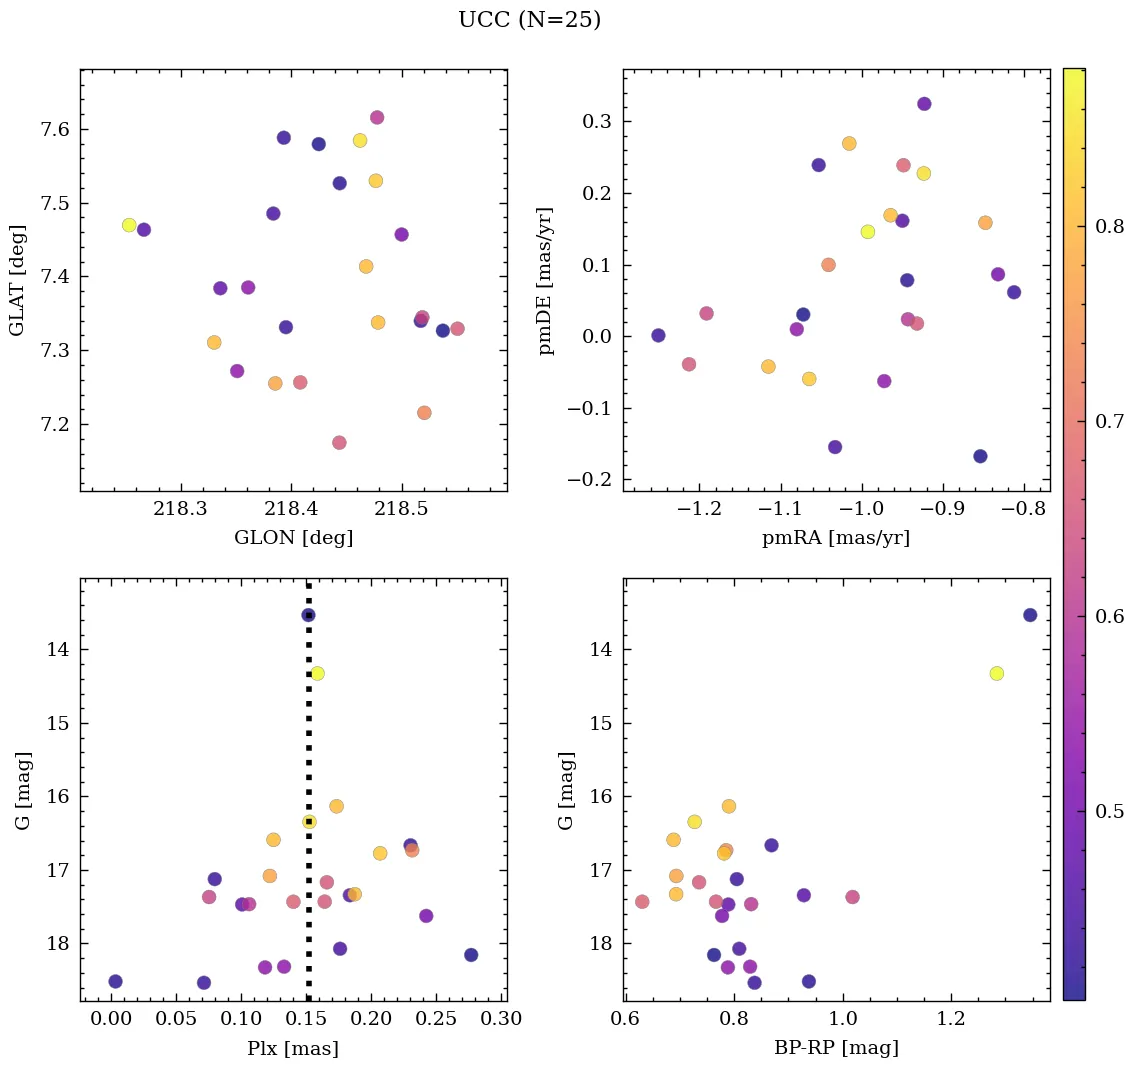 UCC (N=25)
7.6
7.5
7.4
7.3
7.2
GLAT [deg]
218.3 218.4 218.5
GLON [deg]
0.3
0.2
0.1
0.0
−0.1
−0.2
pmDE [mas/yr]
−1.2 −1.1 −1.0 −0.9 −0.8
pmRA [mas/yr]
0.8
0.7
0.6
0.5
14
15
16
17
18
G [mag]
0.00 0.05 0.10 0.15 0.20 0.25 0.30
Plx [mas]
14
15
16
17
18
G [mag]
0.6 0.8 1.0 1.2
BP-RP [mag]